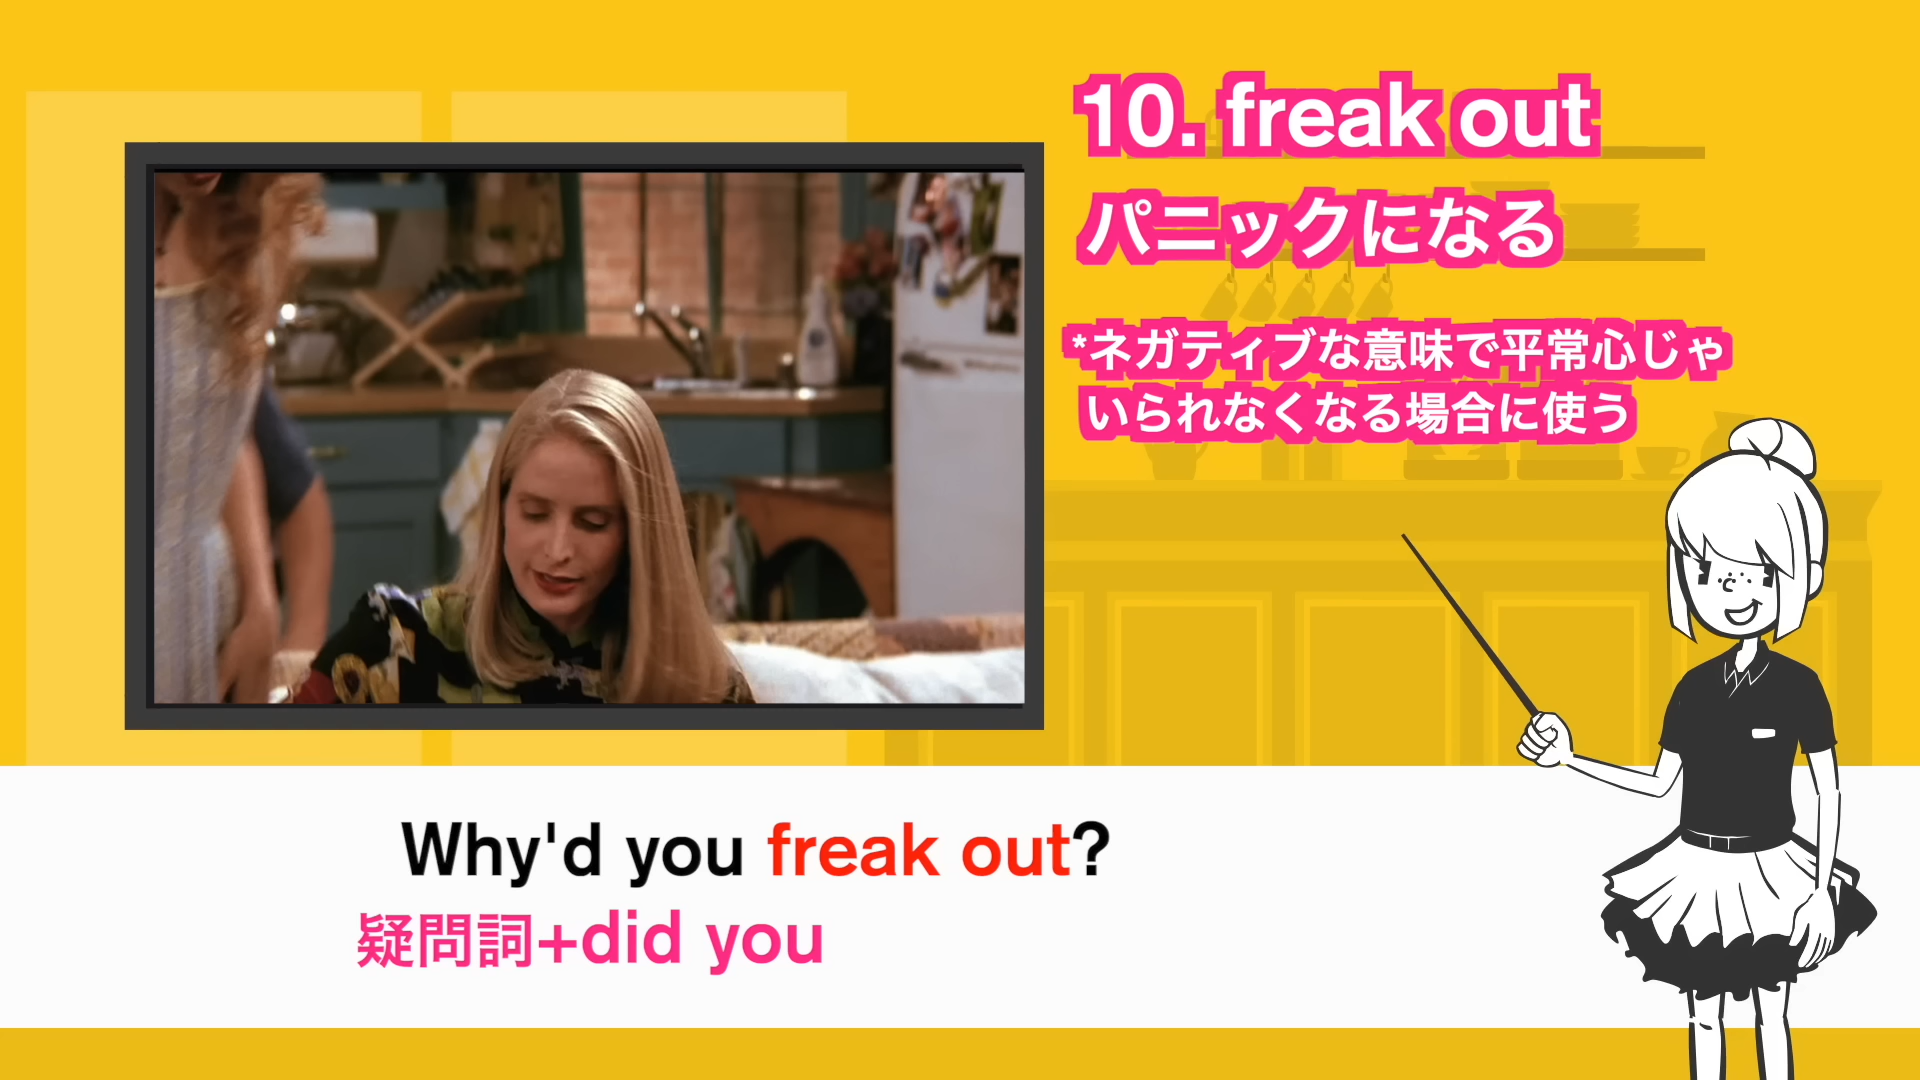 10. freak out
パニックになる
*ネガティブな意味で平常心じゃ
いられなくなる場合に使う
Why'd you freak out?
疑問詞+did you